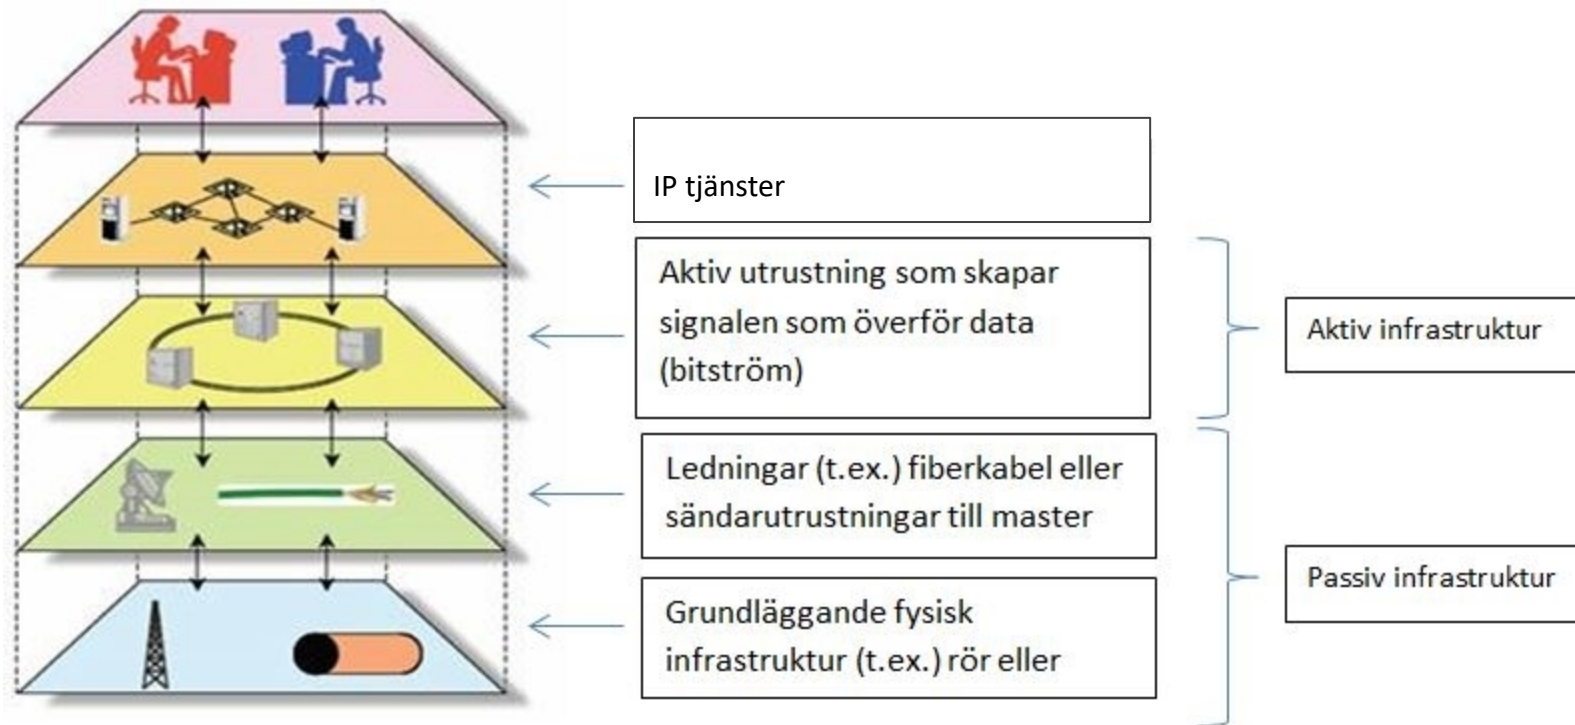 IP tjänster
Aktiv utrustning som skapar
signalen som överför data
(bitström)
Aktiv infrastruktur
Ledningar (t.ex.) fiberkabel eller
sändarutrustningar till master
Passiv infrastruktur
Grundläggande fysisk
infrastruktur (t.ex.) rör eller
R
R
R
R